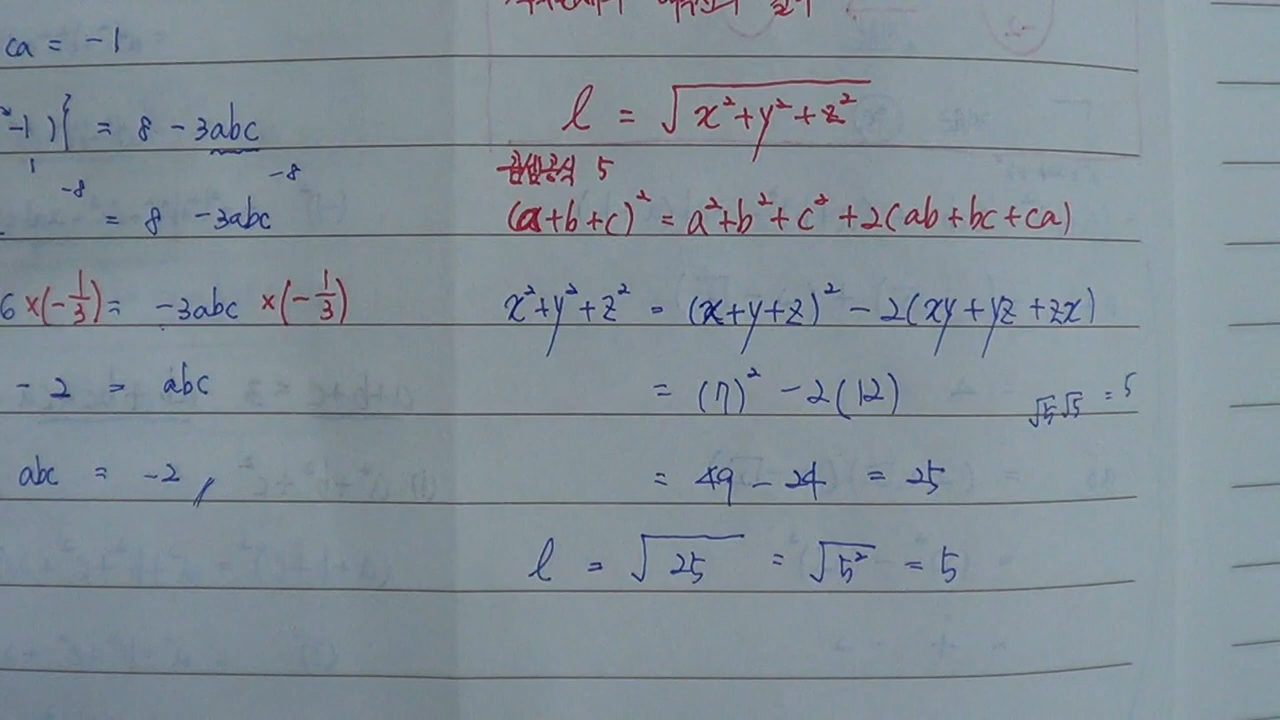 ca = -1
²-1)} = 8 - 3abc
1
-8
-8
= 8 - 3abc
6 ×(-1/3) = -3abc ×(-1/3)
-2 = abc
abc = -2,
l = √(x²+y²+z²)
곱셈공식 5
(a+b+c)² = a²+b²+c²+2(ab+bc+ca)
x²+y²+z² = (x+y+z)² - 2(xy+yz+zx)
= (7)² - 2(12)
√5√5 = 5
= 49 - 24 = 25
l = √25 = √5² = 5